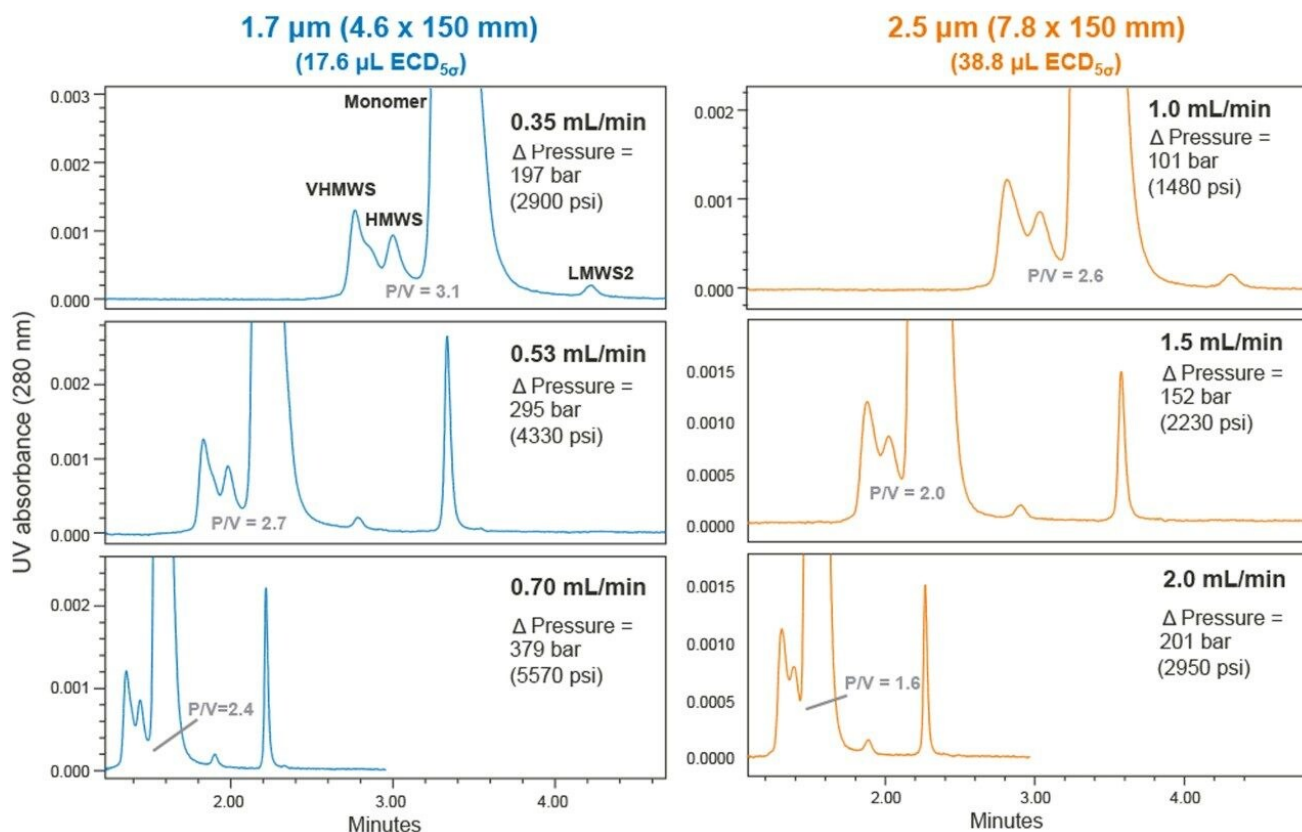 1.7 µm (4.6 x 150 mm)
(17.6 µL ECD5σ)
2.5 µm (7.8 x 150 mm)
(38.8 µL ECD5σ)
UV absorbance (280 nm)
0.003
0.002
0.001
0.000
Monomer
VHMWS
HMWS
LMWS2
P/V = 3.1
0.35 mL/min
Δ Pressure =
197 bar
(2900 psi)
0.002
0.001
0.000
P/V = 2.6
1.0 mL/min
Δ Pressure =
101 bar
(1480 psi)
0.002
0.001
0.000
P/V = 2.7
0.53 mL/min
Δ Pressure =
295 bar
(4330 psi)
0.0015
0.0010
0.0005
0.0000
P/V = 2.0
1.5 mL/min
Δ Pressure =
152 bar
(2230 psi)
0.002
0.001
0.000
P/V=2.4
0.70 mL/min
Δ Pressure =
379 bar
(5570 psi)
2.00 3.00 4.00
Minutes
0.0015
0.0010
0.0005
0.0000
P/V = 1.6
2.0 mL/min
Δ Pressure =
201 bar
(2950 psi)
2.00 3.00 4.00
Minutes